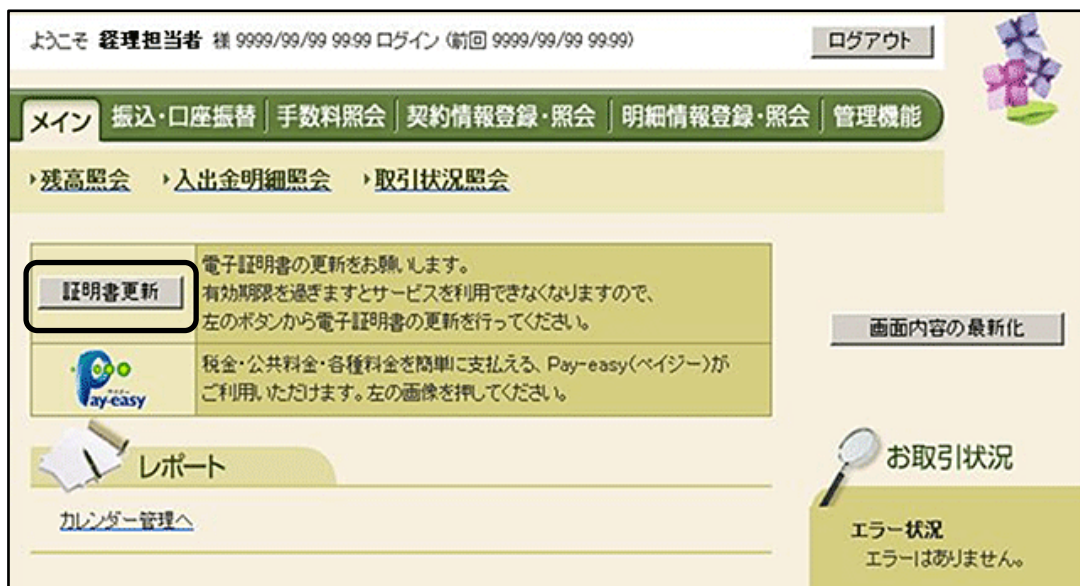 ようこそ 経理担当者 様 9999/99/99 99:99 ログイン (前回 9999/99/99 99:99)
ログアウト
メイン 振込・口座振替 手数料照会 契約情報登録・照会 明細情報登録・照会 管理機能
残高照会 入出金明細照会 取引状況照会
証明書更新
電子証明書の更新をお願いします。
有効期限を過ぎますとサービスを利用できなくなりますので、
左のボタンから電子証明書の更新を行ってください。
画面内容の最新化
Pay-easy
税金・公共料金・各種料金を簡単に支払える、Pay-easy(ペイジー)が
ご利用いただけます。左の画像を押してください。
レポート
カレンダー管理へ
お取引状況
エラー状況
エラーはありません。